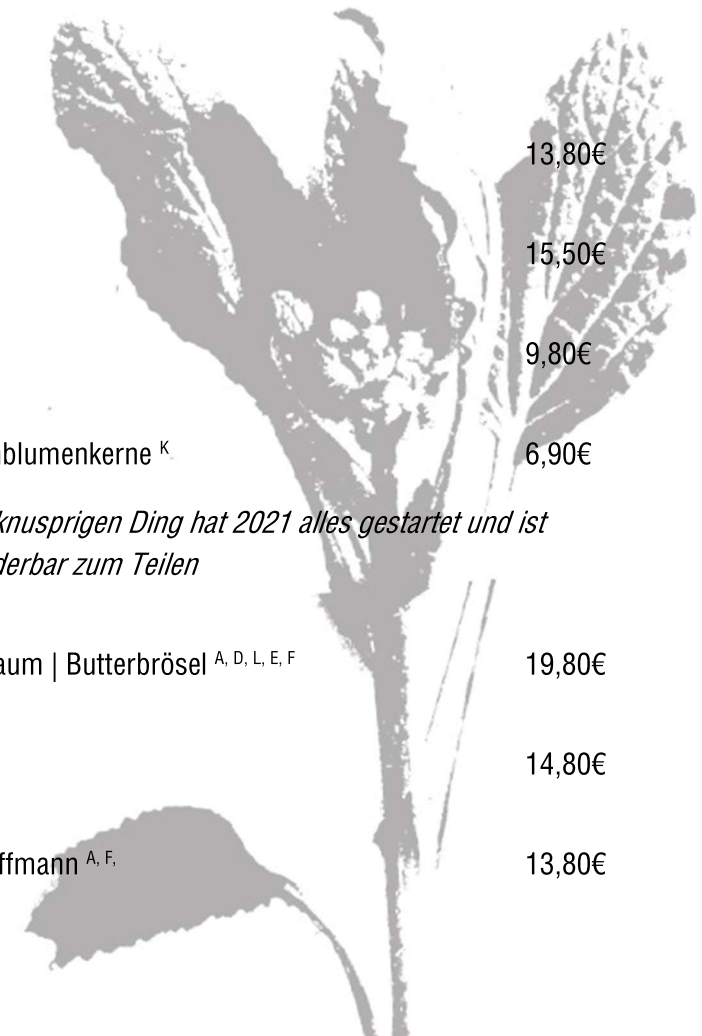 13,80€
15,50€
9,80€
blumenkerne K 6,90€
knusprigen Ding hat 2021 alles gestartet und ist
derbar zum Teilen
aum | Butterbrösel A, D, L, E, F 19,80€
14,80€
ffmann A, F, 13,80€